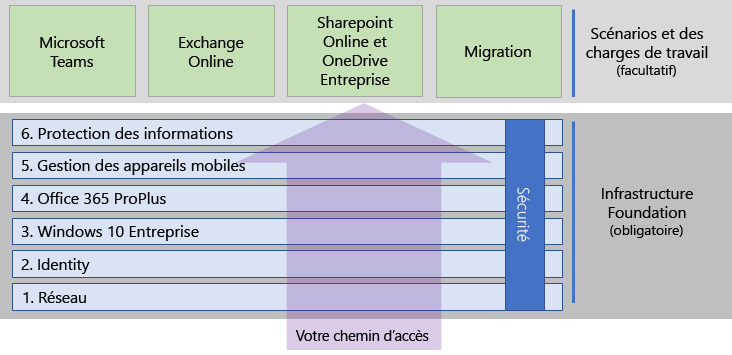 Microsoft
Teams
Exchange
Online
Sharepoint
Online et
OneDrive
Entreprise
Migration
Scénarios et des
charges de travail
(facultatif)
6. Protection des informations
5. Gestion des appareils mobiles
4. Office 365 ProPlus
3. Windows 10 Entreprise
2. Identity
1. Réseau
Sécurité
Infrastructure
Foundation
(obligatoire)
Votre chemin d’accès